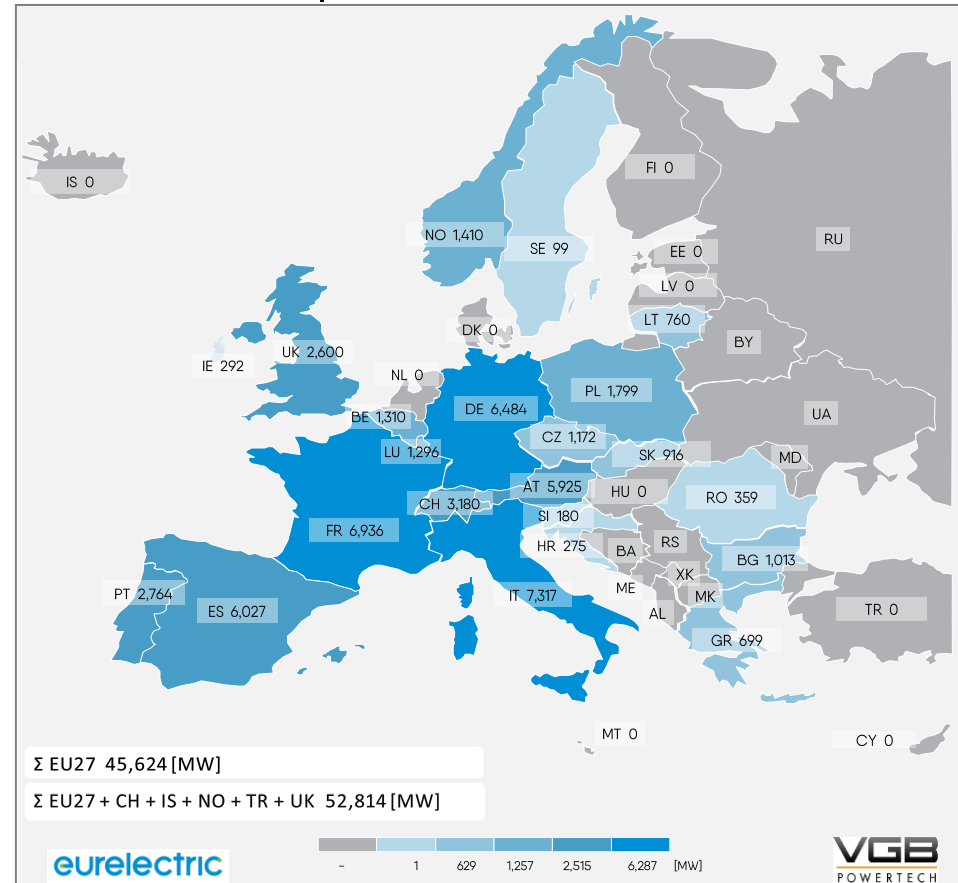 IS 0
FI 0
NO 1,410
SE 99
RU
EE 0
LV 0
LT 760
DK 0
BY
UK 2,600
IE 292
NL 0
PL 1,799
DE 6,484
BE 1,310
UA
CZ 1,172
LU 1,296
SK 916
MD
AT 5,925
HU 0
RO 359
CH 3,180
SI 180
FR 6,936
HR 275
BA
RS
BG 1,013
XK
ME
MK
PT 2,764
ES 6,027
IT 7,317
AL
TR 0
GR 699
MT 0
CY 0
Σ EU27 45,624 [MW]
Σ EU27 + CH + IS + NO + TR + UK 52,814 [MW]
– 1 629 1,257 2,515 6,287 [MW]
eurelectric
VGB
POWERTECH